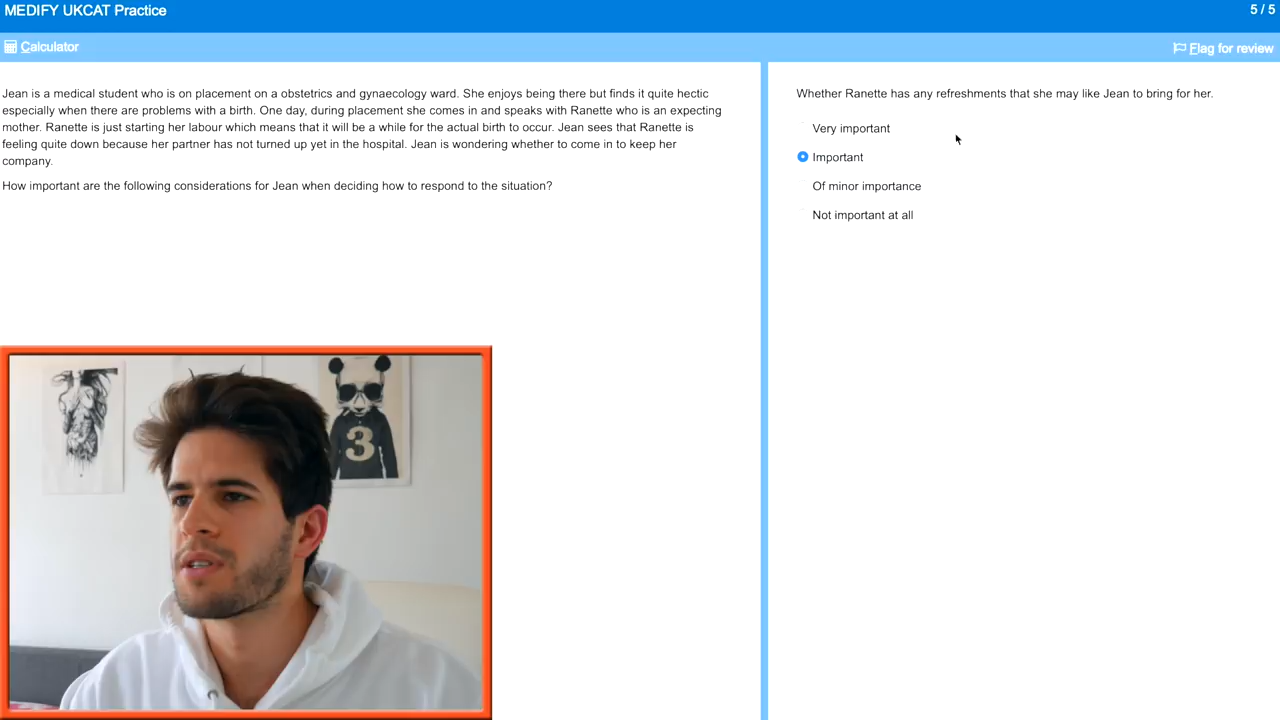 MEDIFY UKCAT Practice
5 / 5
Calculator
Flag for review
Jean is a medical student who is on placement on a obstetrics and gynaecology ward. She enjoys being there but finds it quite hectic
especially when there are problems with a birth. One day, during placement she comes in and speaks with Ranette who is an expecting
mother. Ranette is just starting her labour which means that it will be a while for the actual birth to occur. Jean sees that Ranette is
feeling quite down because her partner has not turned up yet in the hospital. Jean is wondering whether to come in to keep her
company.
How important are the following considerations for Jean when deciding how to respond to the situation?
Whether Ranette has any refreshments that she may like Jean to bring for her.
Very important
Important
Of minor importance
Not important at all
3